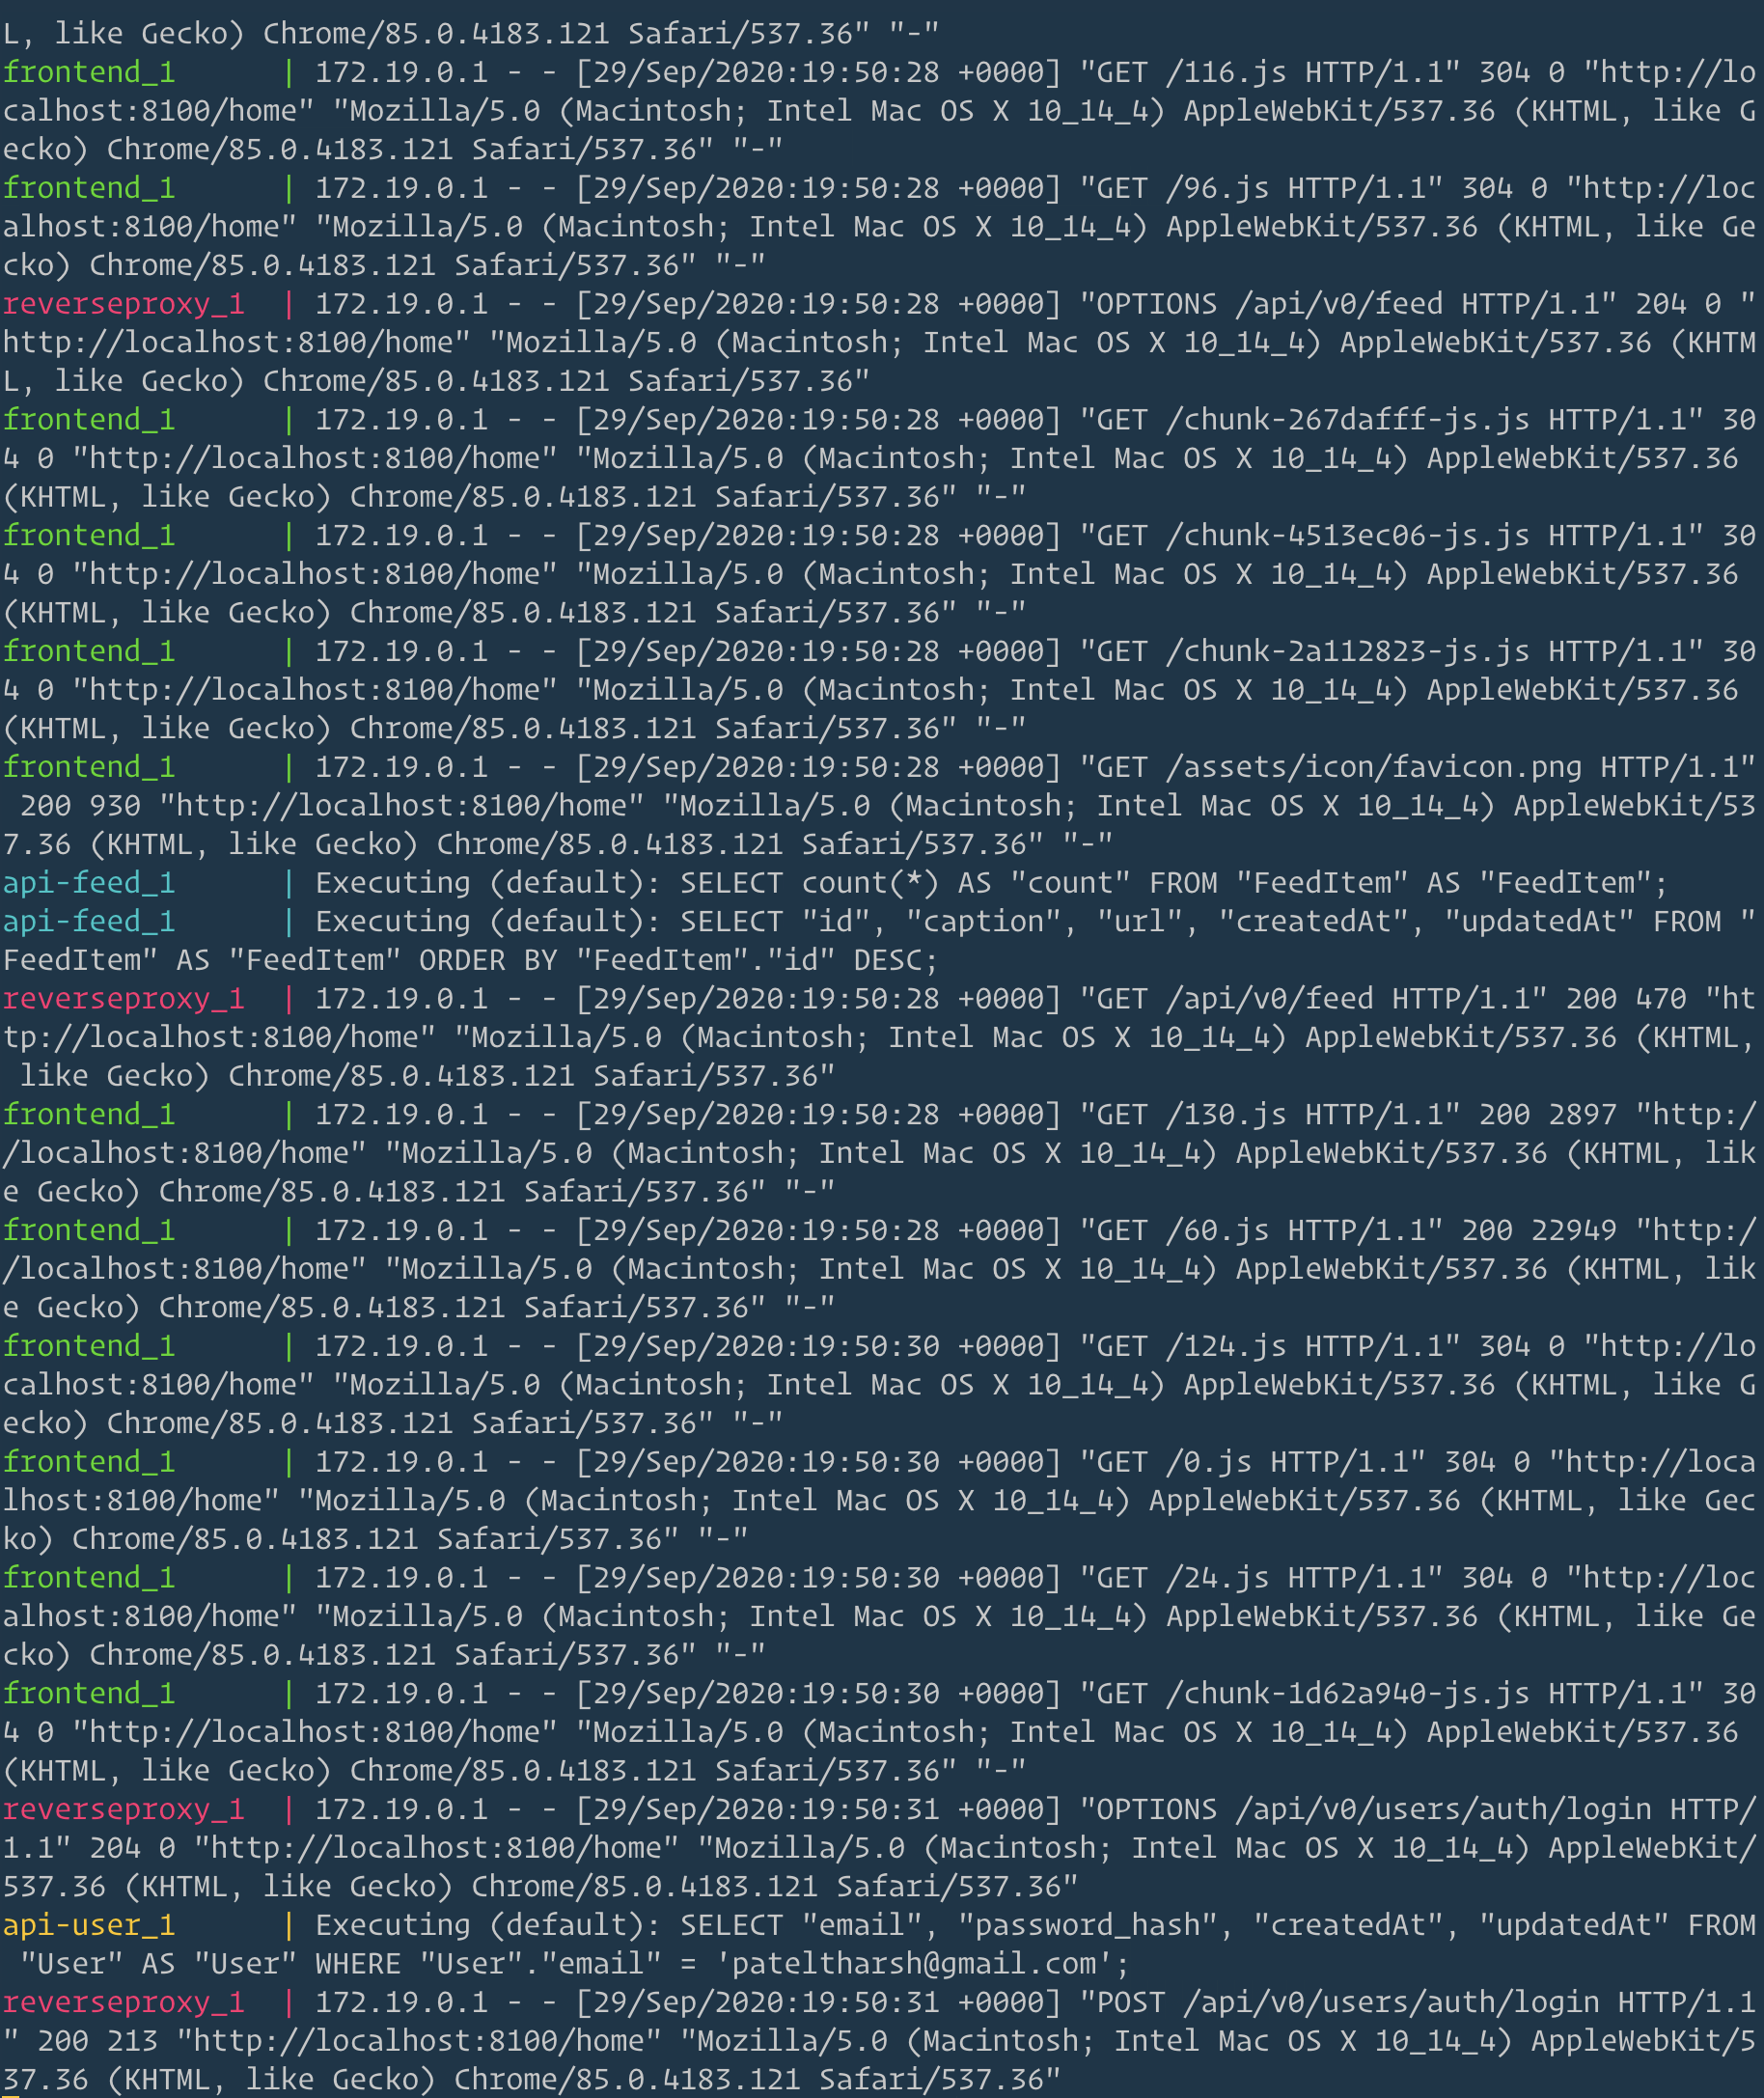 L, like Gecko) Chrome/85.0.4183.121 Safari/537.36" "-"
frontend_1      | 172.19.0.1 - - [29/Sep/2020:19:50:28 +0000] "GET /116.js HTTP/1.1" 304 0 "http://lo
calhost:8100/home" "Mozilla/5.0 (Macintosh; Intel Mac OS X 10_14_4) AppleWebKit/537.36 (KHTML, like G
ecko) Chrome/85.0.4183.121 Safari/537.36" "-"
frontend_1      | 172.19.0.1 - - [29/Sep/2020:19:50:28 +0000] "GET /96.js HTTP/1.1" 304 0 "http://loc
alhost:8100/home" "Mozilla/5.0 (Macintosh; Intel Mac OS X 10_14_4) AppleWebKit/537.36 (KHTML, like Ge
cko) Chrome/85.0.4183.121 Safari/537.36" "-"
reverseproxy_1  | 172.19.0.1 - - [29/Sep/2020:19:50:28 +0000] "OPTIONS /api/v0/feed HTTP/1.1" 204 0 "
http://localhost:8100/home" "Mozilla/5.0 (Macintosh; Intel Mac OS X 10_14_4) AppleWebKit/537.36 (KHTM
L, like Gecko) Chrome/85.0.4183.121 Safari/537.36"
frontend_1      | 172.19.0.1 - - [29/Sep/2020:19:50:28 +0000] "GET /chunk-267dafff-js.js HTTP/1.1" 30
4 0 "http://localhost:8100/home" "Mozilla/5.0 (Macintosh; Intel Mac OS X 10_14_4) AppleWebKit/537.36
(KHTML, like Gecko) Chrome/85.0.4183.121 Safari/537.36" "-"
frontend_1      | 172.19.0.1 - - [29/Sep/2020:19:50:28 +0000] "GET /chunk-4513ec06-js.js HTTP/1.1" 30
4 0 "http://localhost:8100/home" "Mozilla/5.0 (Macintosh; Intel Mac OS X 10_14_4) AppleWebKit/537.36
(KHTML, like Gecko) Chrome/85.0.4183.121 Safari/537.36" "-"
frontend_1      | 172.19.0.1 - - [29/Sep/2020:19:50:28 +0000] "GET /chunk-2a112823-js.js HTTP/1.1" 30
4 0 "http://localhost:8100/home" "Mozilla/5.0 (Macintosh; Intel Mac OS X 10_14_4) AppleWebKit/537.36
(KHTML, like Gecko) Chrome/85.0.4183.121 Safari/537.36" "-"
frontend_1      | 172.19.0.1 - - [29/Sep/2020:19:50:28 +0000] "GET /assets/icon/favicon.png HTTP/1.1"
 200 930 "http://localhost:8100/home" "Mozilla/5.0 (Macintosh; Intel Mac OS X 10_14_4) AppleWebKit/53
7.36 (KHTML, like Gecko) Chrome/85.0.4183.121 Safari/537.36" "-"
api-feed_1      | Executing (default): SELECT count(*) AS "count" FROM "FeedItem" AS "FeedItem";
api-feed_1      | Executing (default): SELECT "id", "caption", "url", "createdAt", "updatedAt" FROM "
FeedItem" AS "FeedItem" ORDER BY "FeedItem"."id" DESC;
reverseproxy_1  | 172.19.0.1 - - [29/Sep/2020:19:50:28 +0000] "GET /api/v0/feed HTTP/1.1" 200 470 "ht
tp://localhost:8100/home" "Mozilla/5.0 (Macintosh; Intel Mac OS X 10_14_4) AppleWebKit/537.36 (KHTML,
 like Gecko) Chrome/85.0.4183.121 Safari/537.36"
frontend_1      | 172.19.0.1 - - [29/Sep/2020:19:50:28 +0000] "GET /130.js HTTP/1.1" 200 2897 "http:/
/localhost:8100/home" "Mozilla/5.0 (Macintosh; Intel Mac OS X 10_14_4) AppleWebKit/537.36 (KHTML, lik
e Gecko) Chrome/85.0.4183.121 Safari/537.36" "-"
frontend_1      | 172.19.0.1 - - [29/Sep/2020:19:50:28 +0000] "GET /60.js HTTP/1.1" 200 22949 "http:/
/localhost:8100/home" "Mozilla/5.0 (Macintosh; Intel Mac OS X 10_14_4) AppleWebKit/537.36 (KHTML, lik
e Gecko) Chrome/85.0.4183.121 Safari/537.36" "-"
frontend_1      | 172.19.0.1 - - [29/Sep/2020:19:50:30 +0000] "GET /124.js HTTP/1.1" 304 0 "http://lo
calhost:8100/home" "Mozilla/5.0 (Macintosh; Intel Mac OS X 10_14_4) AppleWebKit/537.36 (KHTML, like G
ecko) Chrome/85.0.4183.121 Safari/537.36" "-"
frontend_1      | 172.19.0.1 - - [29/Sep/2020:19:50:30 +0000] "GET /0.js HTTP/1.1" 304 0 "http://loca
lhost:8100/home" "Mozilla/5.0 (Macintosh; Intel Mac OS X 10_14_4) AppleWebKit/537.36 (KHTML, like Gec
ko) Chrome/85.0.4183.121 Safari/537.36" "-"
frontend_1      | 172.19.0.1 - - [29/Sep/2020:19:50:30 +0000] "GET /24.js HTTP/1.1" 304 0 "http://loc
alhost:8100/home" "Mozilla/5.0 (Macintosh; Intel Mac OS X 10_14_4) AppleWebKit/537.36 (KHTML, like Ge
cko) Chrome/85.0.4183.121 Safari/537.36" "-"
frontend_1      | 172.19.0.1 - - [29/Sep/2020:19:50:30 +0000] "GET /chunk-1d62a940-js.js HTTP/1.1" 30
4 0 "http://localhost:8100/home" "Mozilla/5.0 (Macintosh; Intel Mac OS X 10_14_4) AppleWebKit/537.36
(KHTML, like Gecko) Chrome/85.0.4183.121 Safari/537.36" "-"
reverseproxy_1  | 172.19.0.1 - - [29/Sep/2020:19:50:31 +0000] "OPTIONS /api/v0/users/auth/login HTTP/
1.1" 204 0 "http://localhost:8100/home" "Mozilla/5.0 (Macintosh; Intel Mac OS X 10_14_4) AppleWebKit/
537.36 (KHTML, like Gecko) Chrome/85.0.4183.121 Safari/537.36"
api-user_1      | Executing (default): SELECT "email", "password_hash", "createdAt", "updatedAt" FROM
 "User" AS "User" WHERE "User"."email" = 'pateltharsh@gmail.com';
reverseproxy_1  | 172.19.0.1 - - [29/Sep/2020:19:50:31 +0000] "POST /api/v0/users/auth/login HTTP/1.1
" 200 213 "http://localhost:8100/home" "Mozilla/5.0 (Macintosh; Intel Mac OS X 10_14_4) AppleWebKit/5
37.36 (KHTML, like Gecko) Chrome/85.0.4183.121 Safari/537.36"